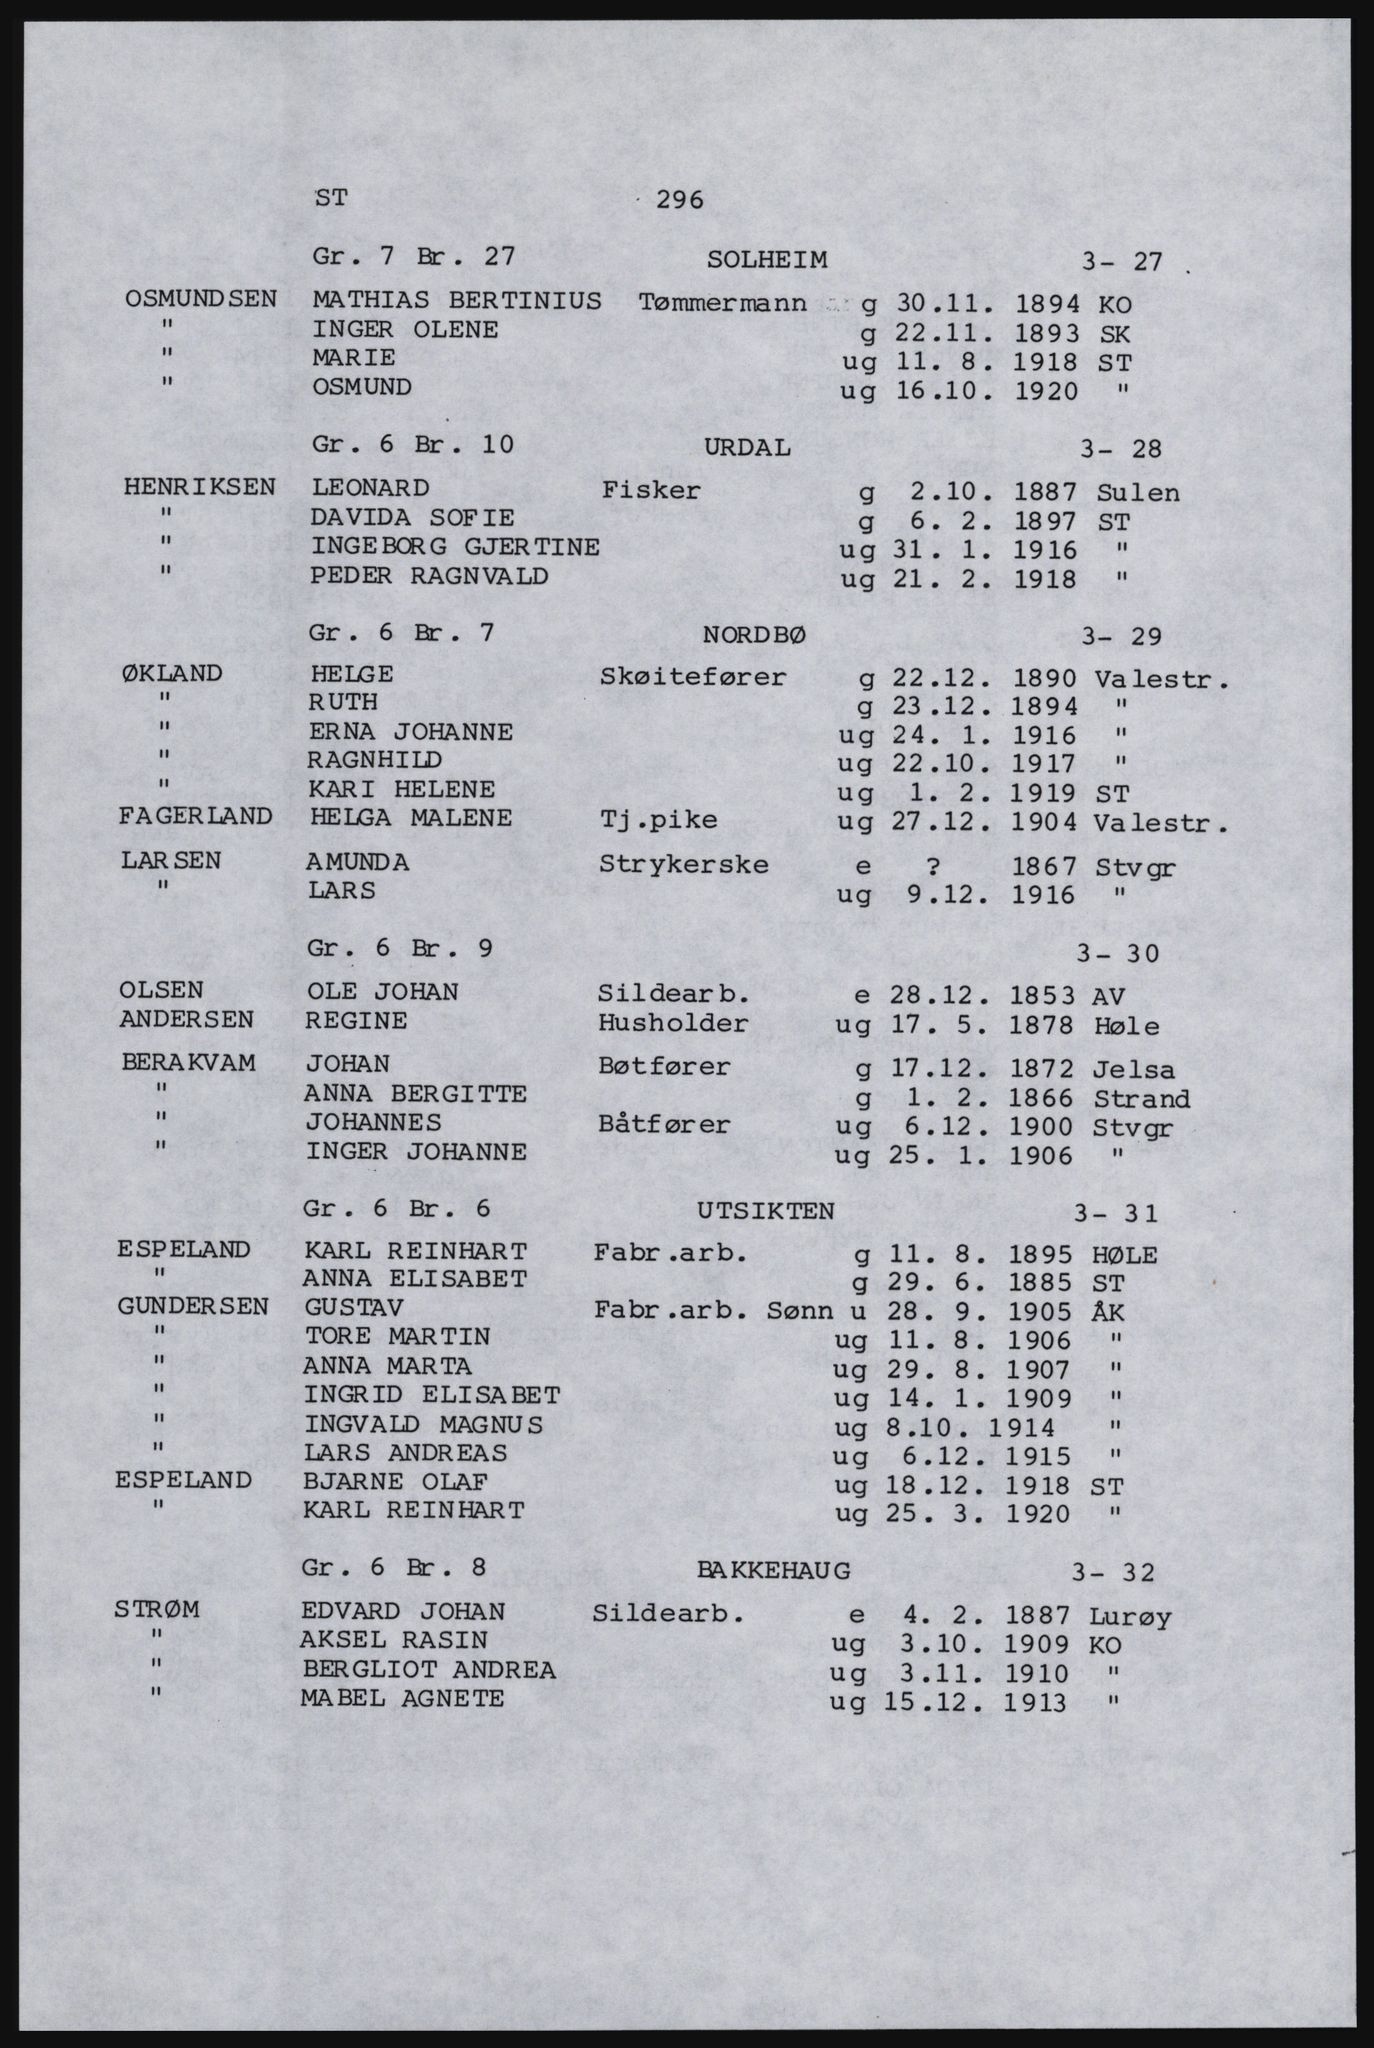 ST 296
Gr. 7 Br. 27 SOLHEIM 3- 27
OSMUNDSEN MATHIAS BERTINIUS Tømmermann g 30.11. 1894 KO
" INGER OLENE g 22.11. 1893 SK
" MARIE ug 11. 8. 1918 ST
" OSMUND ug 16.10. 1920 "
Gr. 6 Br. 10 URDAL 3- 28
HENRIKSEN LEONARD Fisker g 2.10. 1887 Sulen
" DAVIDA SOFIE g 6. 2. 1897 ST
" INGEBORG GJERTINE ug 31. 1. 1916 "
" PEDER RAGNVALD ug 21. 2. 1918 "
Gr. 6 Br. 7 NORDBØ 3- 29
ØKLAND HELGE Skøitefører g 22.12. 1890 Valestr.
" RUTH g 23.12. 1894 "
" ERNA JOHANNE ug 24. 1. 1916 "
" RAGNHILD ug 22.10. 1917 "
" KARI HELENE ug 1. 2. 1919 ST
FAGERLAND HELGA MALENE Tj.pike ug 27.12. 1904 Valestr.
LARSEN AMUNDA Strykerske e ? 1867 Stvgr
" LARS ug 9.12. 1916 "
Gr. 6 Br. 9 3- 30
OLSEN OLE JOHAN Sildearb. e 28.12. 1853 AV
ANDERSEN REGINE Husholder ug 17. 5. 1878 Høle
BERAKVAM JOHAN Bøtfører g 17.12. 1872 Jelsa
" ANNA BERGITTE g 1. 2. 1866 Strand
" JOHANNES Båtfører ug 6.12. 1900 Stvgr
" INGER JOHANNE ug 25. 1. 1906 "
Gr. 6 Br. 6 UTSIKTEN 3- 31
ESPELAND KARL REINHART Fabr.arb. g 11. 8. 1895 HØLE
" ANNA ELISABET g 29. 6. 1885 ST
GUNDERSEN GUSTAV Fabr.arb. Sønn u 28. 9. 1905 ÅK
" TORE MARTIN ug 11. 8. 1906 "
" ANNA MARTA ug 29. 8. 1907 "
" INGRID ELISABET ug 14. 1. 1909 "
" INGVALD MAGNUS ug 8.10. 1914 "
" LARS ANDREAS ug 6.12. 1915 "
ESPELAND BJARNE OLAF ug 18.12. 1918 ST
" KARL REINHART ug 25. 3. 1920 "
Gr. 6 Br. 8 BAKKEHAUG 3- 32
STRØM EDVARD JOHAN Sildearb. e 4. 2. 1887 Lurøy
" AKSEL RASIN ug 3.10. 1909 KO
" BERGLIOT ANDREA ug 3.11. 1910 "
" MABEL AGNETE ug 15.12. 1913 "